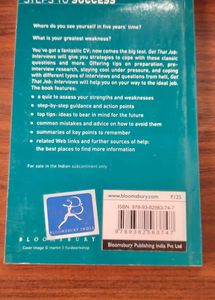 STEPS TO SUCCESS
Where do you see yourself in five years' time?
What is your greatest weakness?
You've got a fantastic CV; now comes the big test. Get That Job:
Interviews will give you strategies to cope with these classic
questions and more. Offering tips on preparation, pre-
interview research, staying cool under pressure, and coping
with different types of interviews and questions from hell, Get
That Job: Interviews will help you on your way to the ideal job.
The book features:
a quiz to assess your strengths and weaknesses
step-by-step guidance and action points
top tips: ideas to bear in mind for the future
common mistakes and advice on how to avoid them
summaries of key points to remember
related Web links and further sources of help:
the best places to find more information
For sale in the Indian subcontinent only
BLOOMSBURY INDIA
BLOOMSBURY
www.bloomsbury.com
ISBN 978-93-82563-74-7
9789382563747
Bloomsbury Publishing India Pvt Ltd